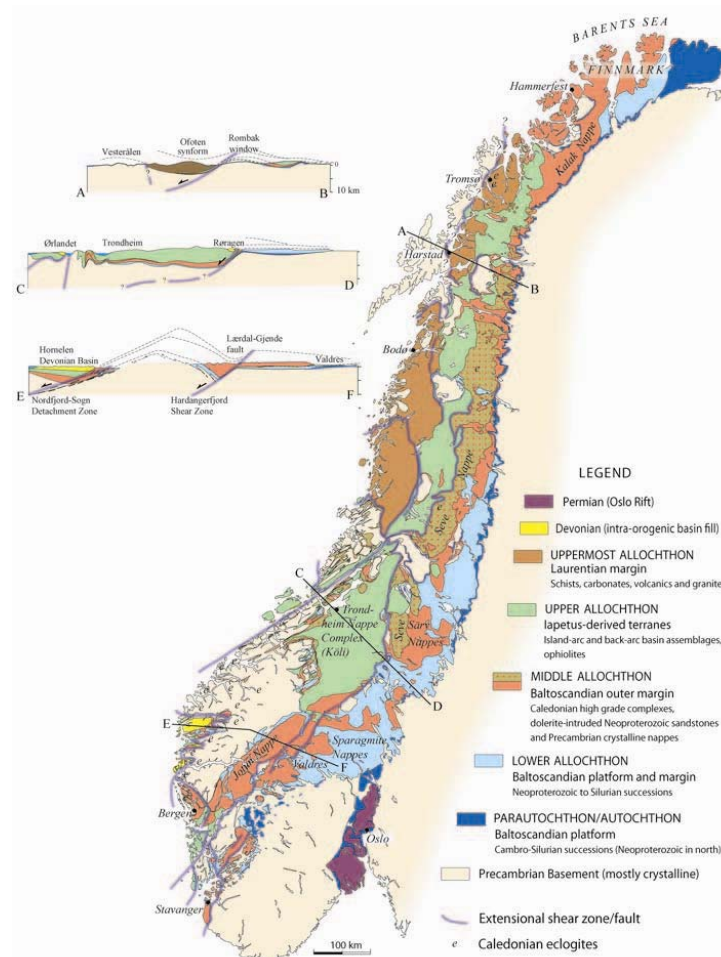 BARENTS SEA
FINNMARK
Hammerfest
Kalak Nappe
Tromsø
e
e
Vesterålen
Ofoten
synform
Rombak
window
0
10 km
A
B
Ørlandet
Trondheim
Røragen
C
D
?
?
?
Hornelen
Devonian Basin
Lærdal-Gjende
fault
Valdres
E
F
Nordfjord-Sogn
Detachment Zone
Hardangerfjord
Shear Zone
?
A
Harstad
B
Bodø
e
Seve
Nappe
e
C
Trond-
heim Nappe
Complex
(Köli)
Seve
Särv
Nappes
D
e
e
e
E
F
Jotun Nappe
Valdres
Sparagmite
Nappes
Bergen
Oslo
Stavanger
100 km
LEGEND
Permian (Oslo Rift)
Devonian (intra-orogenic basin fill)
UPPERMOST ALLOCHTHON
Laurentian margin
Schists, carbonates, volcanics and granite
UPPER ALLOCHTHON
Iapetus-derived terranes
Island-arc and back-arc basin assemblages,
ophiolites
MIDDLE ALLOCHTHON
Baltoscandian outer margin
Caledonian high grade complexes,
dolerite-intruded Neoproterozoic sandstones
and Precambrian crystalline nappes
LOWER ALLOCHTHON
Baltoscandian platform and margin
Neoproterozoic to Silurian successions
PARAUTOCHTHON/AUTOCHTHON
Baltoscandian platform
Cambro-Silurian successions (Neoproterozoic in north)
Precambrian Basement (mostly crystalline)
Extensional shear zone/fault
e Caledonian eclogites